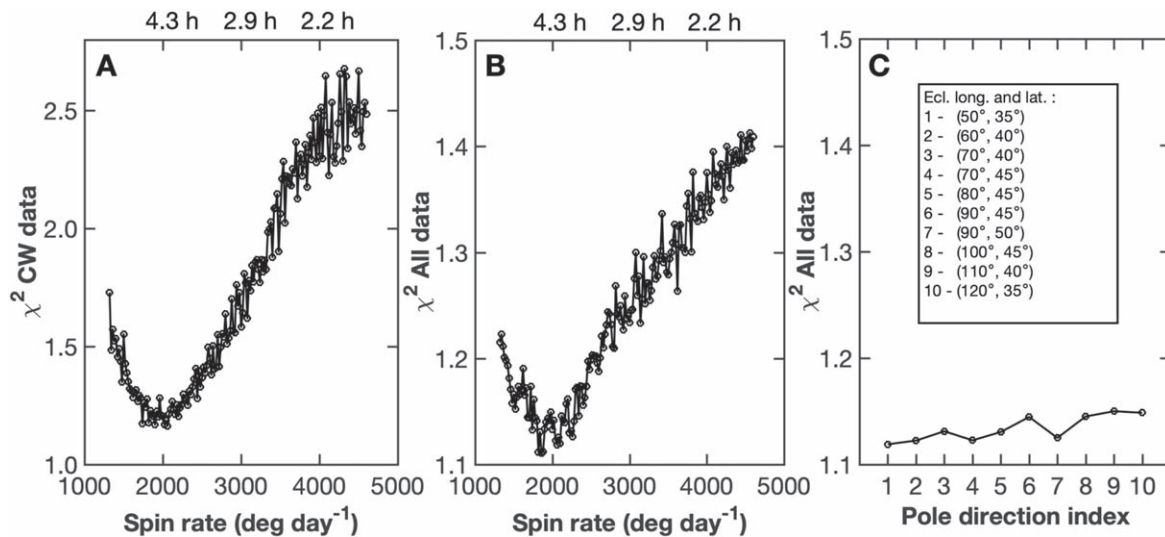 4.3 h 2.9 h 2.2 h
A
χ² CW data
2.5
2.0
1.5
1.0
1000 2000 3000 4000 5000
Spin rate (deg day⁻¹)
4.3 h 2.9 h 2.2 h
B
χ² All data
1.5
1.4
1.3
1.2
1.1
1000 2000 3000 4000 5000
Spin rate (deg day⁻¹)
C
χ² All data
1.5
1.4
1.3
1.2
1.1
Ecl. long. and lat. :
1 - (50°, 35°)
2 - (60°, 40°)
3 - (70°, 40°)
4 - (70°, 45°)
5 - (80°, 45°)
6 - (90°, 45°)
7 - (90°, 50°)
8 - (100°, 45°)
9 - (110°, 40°)
10 - (120°, 35°)
1 2 3 4 5 6 7 8 9 10
Pole direction index